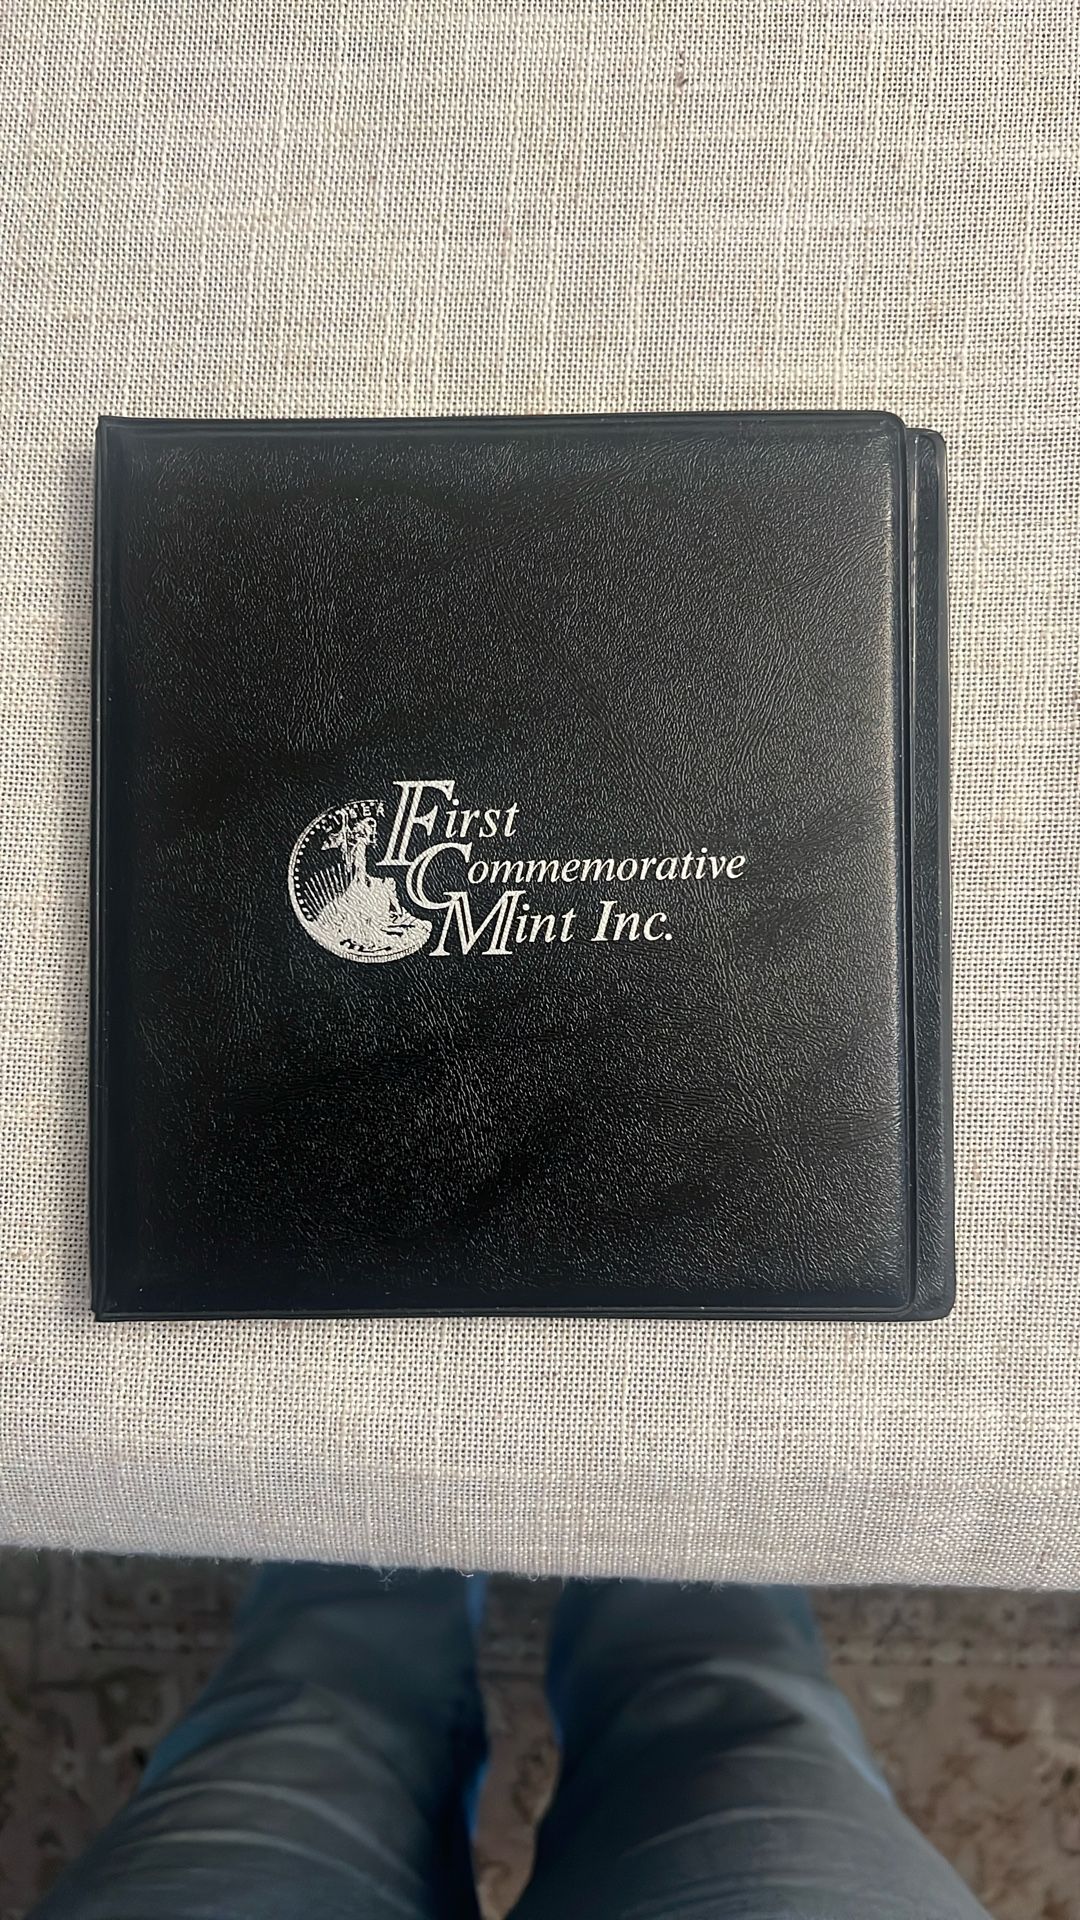 First
Commemorative
Mint Inc.